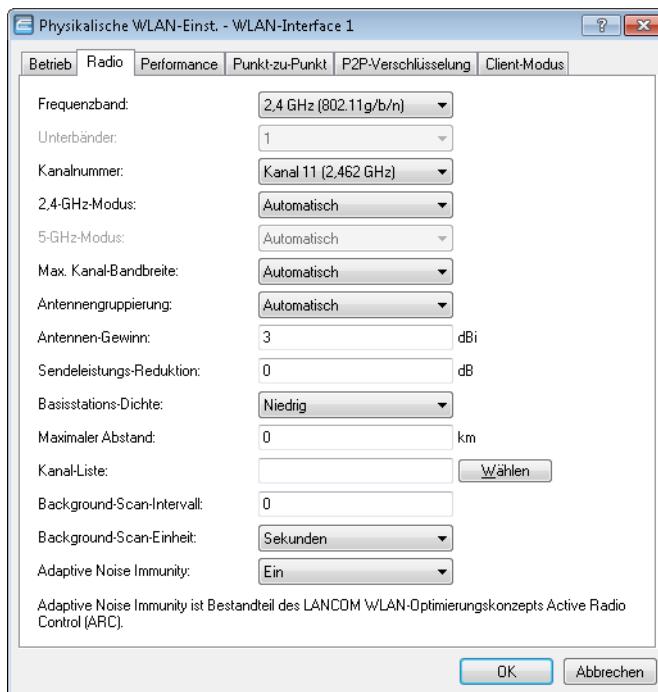 Physikalische WLAN-Einst. - WLAN-Interface 1
Betrieb Radio Performance Punkt-zu-Punkt P2P-Verschlüsselung Client-Modus
Frequenzband: 2,4 GHz (802.11g/b/n)
Unterbänder: 1
Kanalnummer: Kanal 11 (2,462 GHz)
2,4-GHz-Modus: Automatisch
5-GHz-Modus: Automatisch
Max. Kanal-Bandbreite: Automatisch
Antennengruppierung: Automatisch
Antennen-Gewinn: 3 dBi
Sendeleistungs-Reduktion: 0 dB
Basisstations-Dichte: Niedrig
Maximaler Abstand: 0 km
Kanal-Liste: Wählen
Background-Scan-Intervall: 0
Background-Scan-Einheit: Sekunden
Adaptive Noise Immunity: Ein
Adaptive Noise Immunity ist Bestandteil des LANCOM WLAN-Optimierungskonzepts Active Radio
Control (ARC).
OK Abbrechen